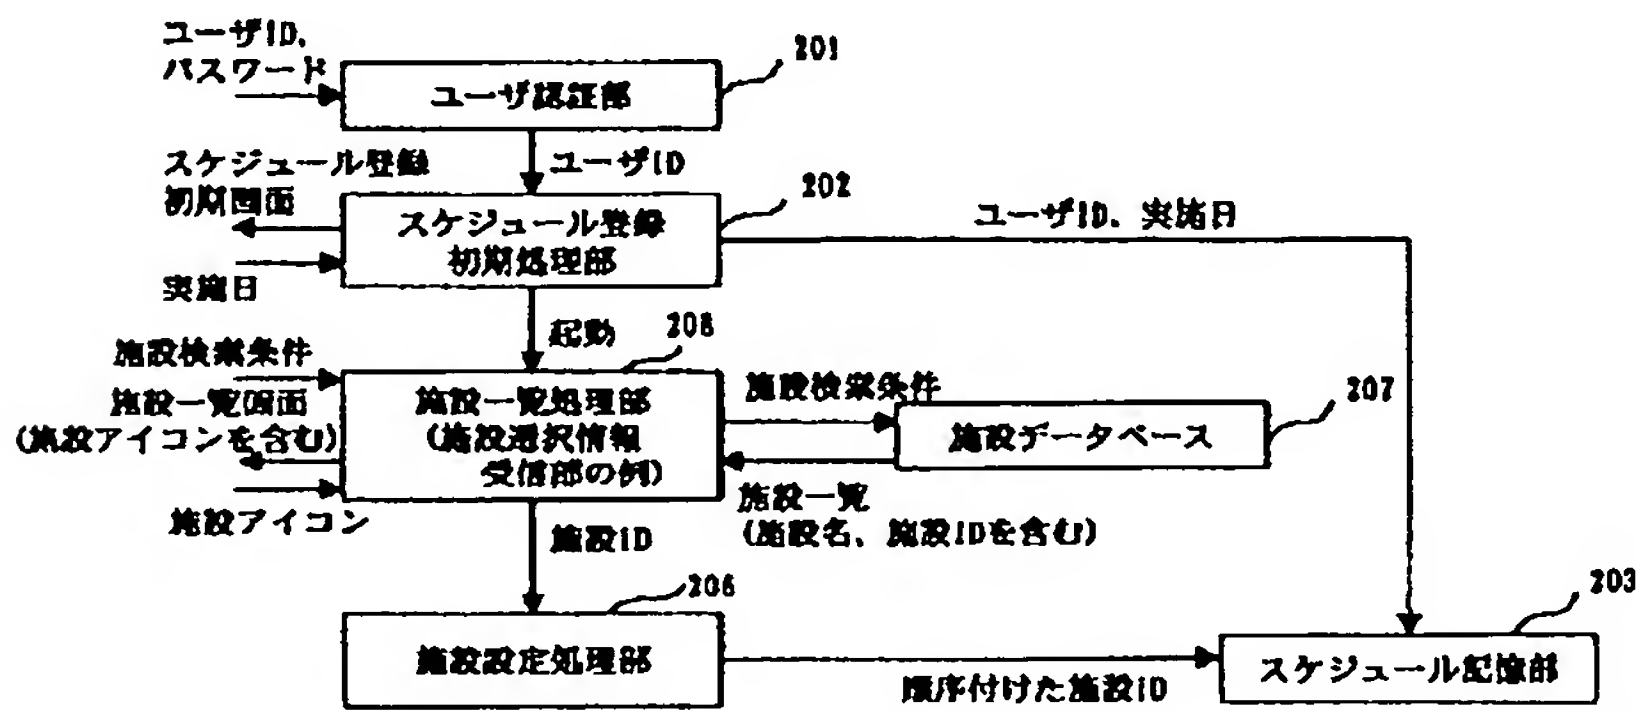 ユーザID、
パスワード
201
ユーザ認証部
スケジュール登録
初期画面
ユーザID
202
スケジュール登録
初期処理部
ユーザID、実施日
実施日
起動
208
施設検索条件
施設一覧画面
(施設アイコンを含む)
施設一覧処理部
(施設選択情報
受信部の例)
施設検索条件
207
施設データベース
施設アイコン
施設一覧
(施設名、施設IDを含む)
施設ID
206
施設設定処理部
203
スケジュール記憶部
順序付けた施設ID